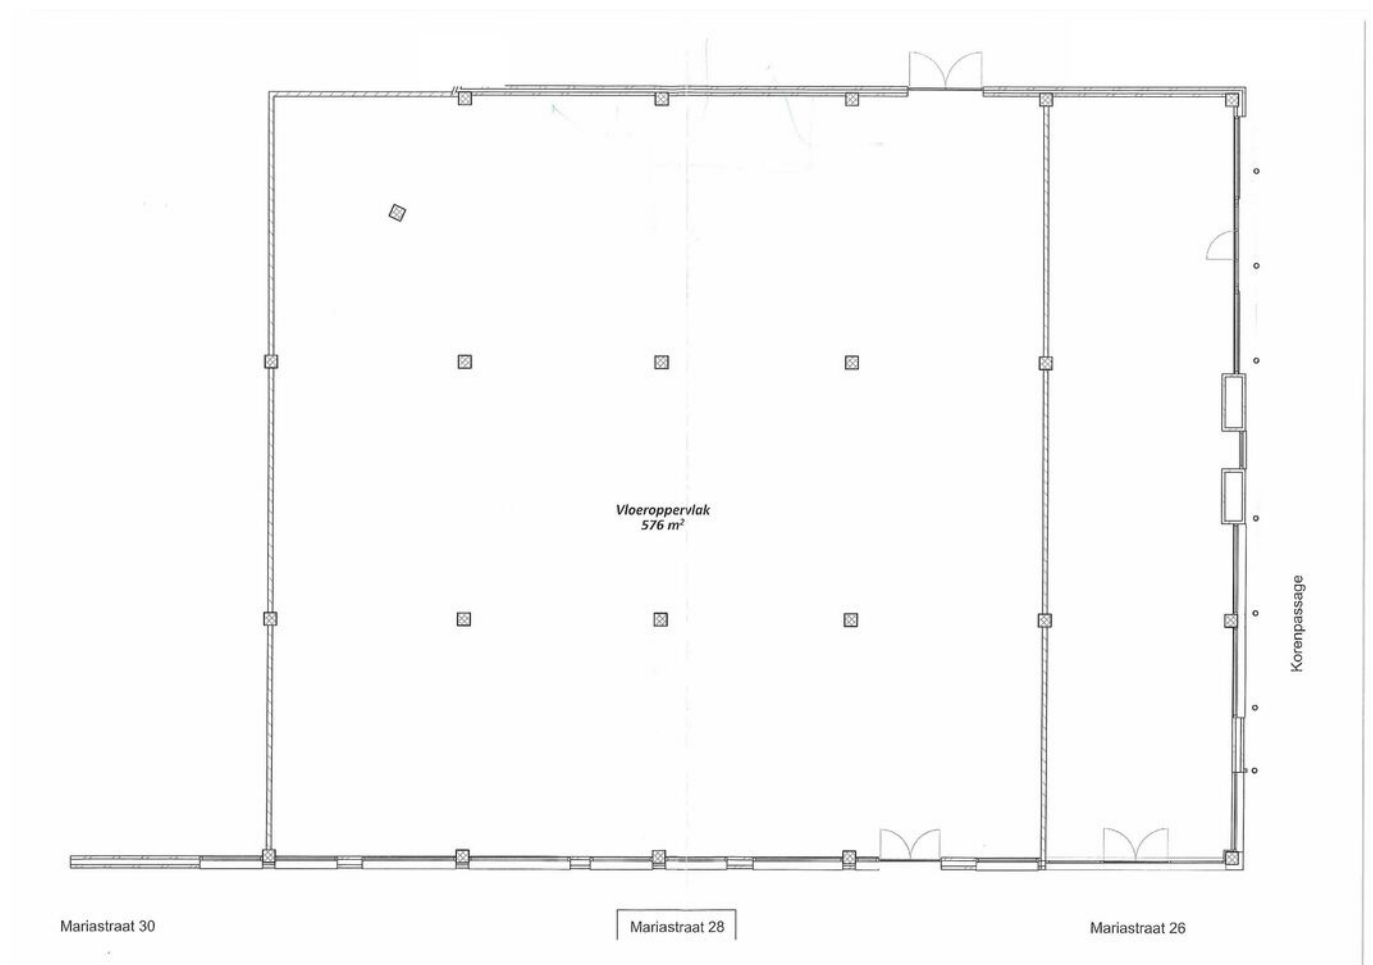 Vloeroppervlak
576 m²
Korenpassage
Mariastraat 30
Mariastraat 28
Mariastraat 26